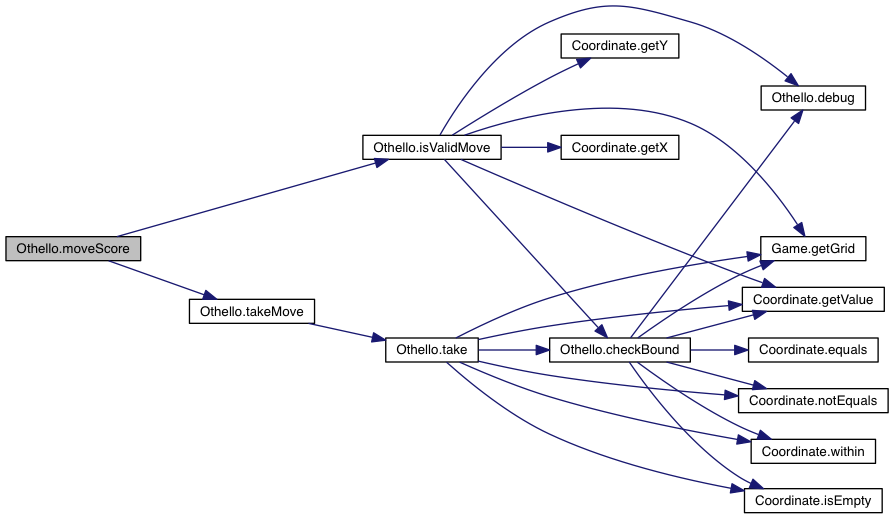 Othello.moveScore
Othello.isValidMove
Othello.takeMove
Othello.take
Coordinate.getY
Coordinate.getX
Othello.checkBound
Othello.debug
Game.getGrid
Coordinate.getValue
Coordinate.equals
Coordinate.notEquals
Coordinate.within
Coordinate.isEmpty